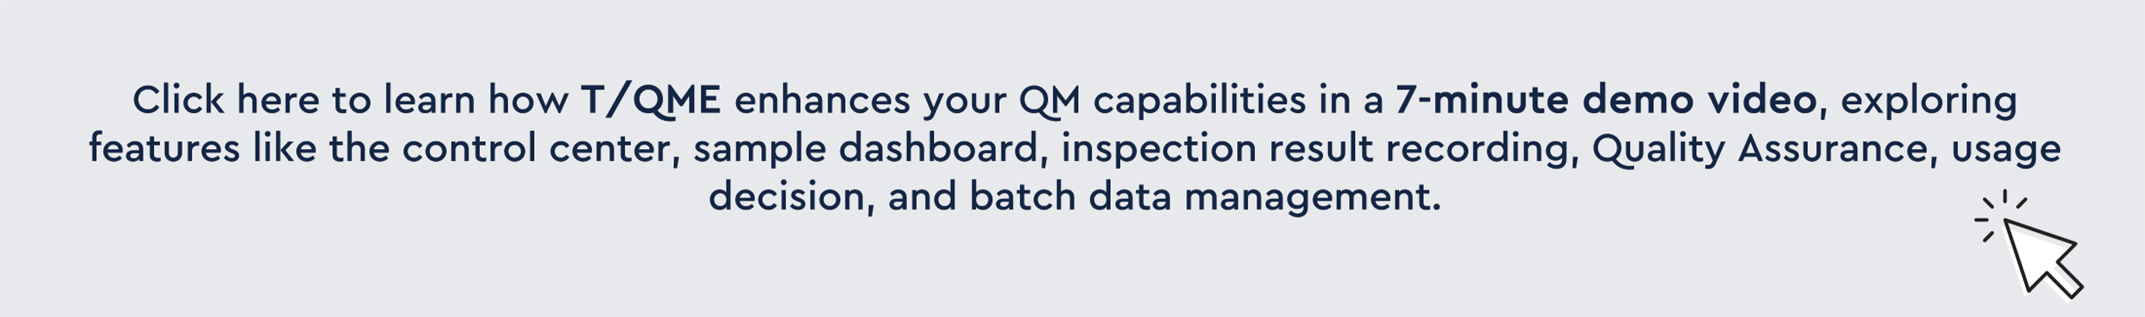 Click here to learn how T/QME enhances your QM capabilities in a 7-minute demo video, exploring
features like the control center, sample dashboard, inspection result recording, Quality Assurance, usage
decision, and batch data management.